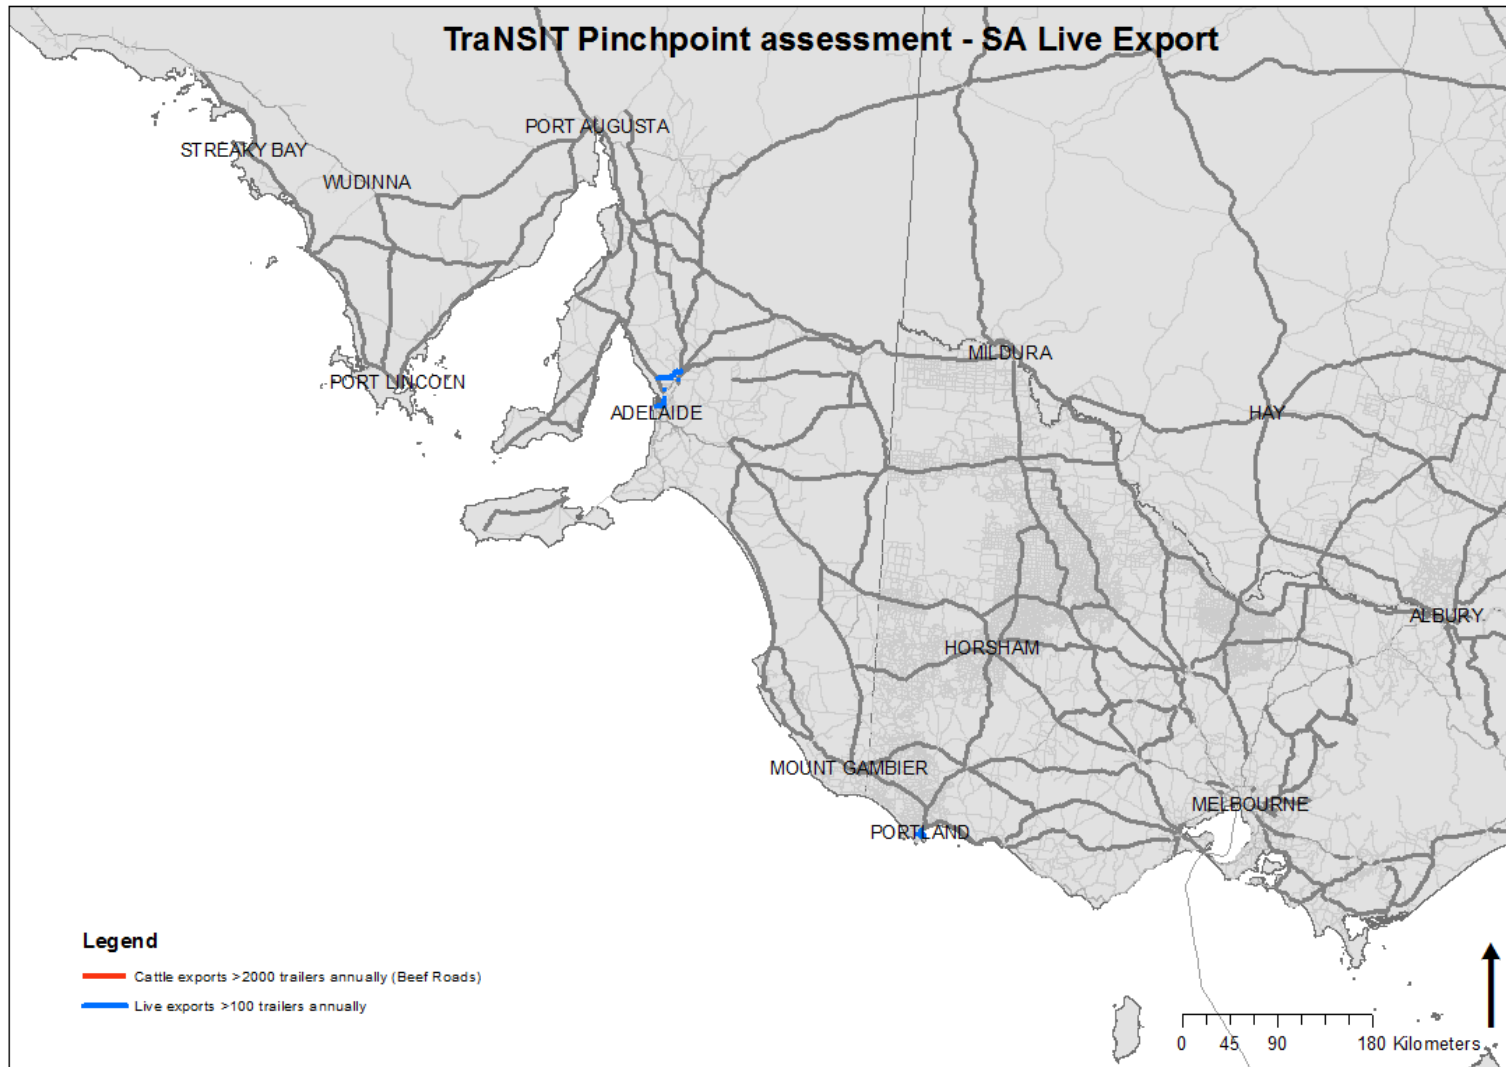 TraNSIT Pinchpoint assessment - SA Live Export
PORT AUGUSTA
STREAKY BAY
WUDINNA
MILDURA
PORT LINCOLN
ADELAIDE
HAY
ALBURY
HORSHAM
MOUNT GAMBIER
MELBOURNE
PORTLAND
Legend
Cattle exports >2000 trailers annually (Beef Roads)
Live exports >100 trailers annually
0 45 90 180 Kilometers